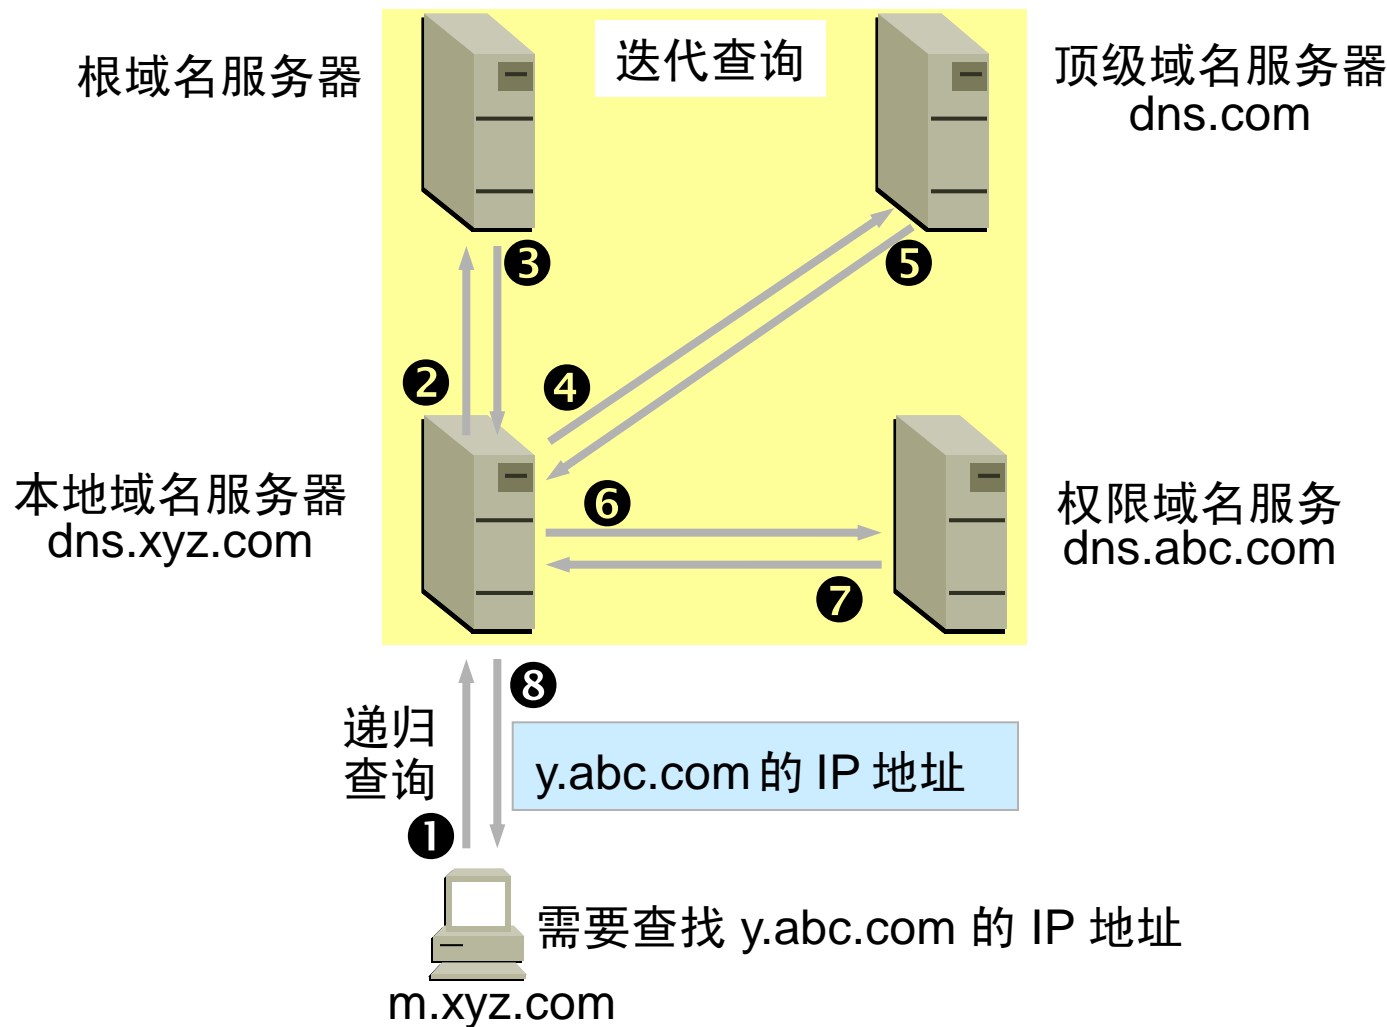 根域名服务器
迭代查询
顶级域名服务器
dns.com
❸
❺
❷
❹
本地域名服务器
dns.xyz.com
❻
权限域名服务
dns.abc.com
❼
❽
递归
查询
y.abc.com 的 IP 地址
❶
需要查找 y.abc.com 的 IP 地址
m.xyz.com